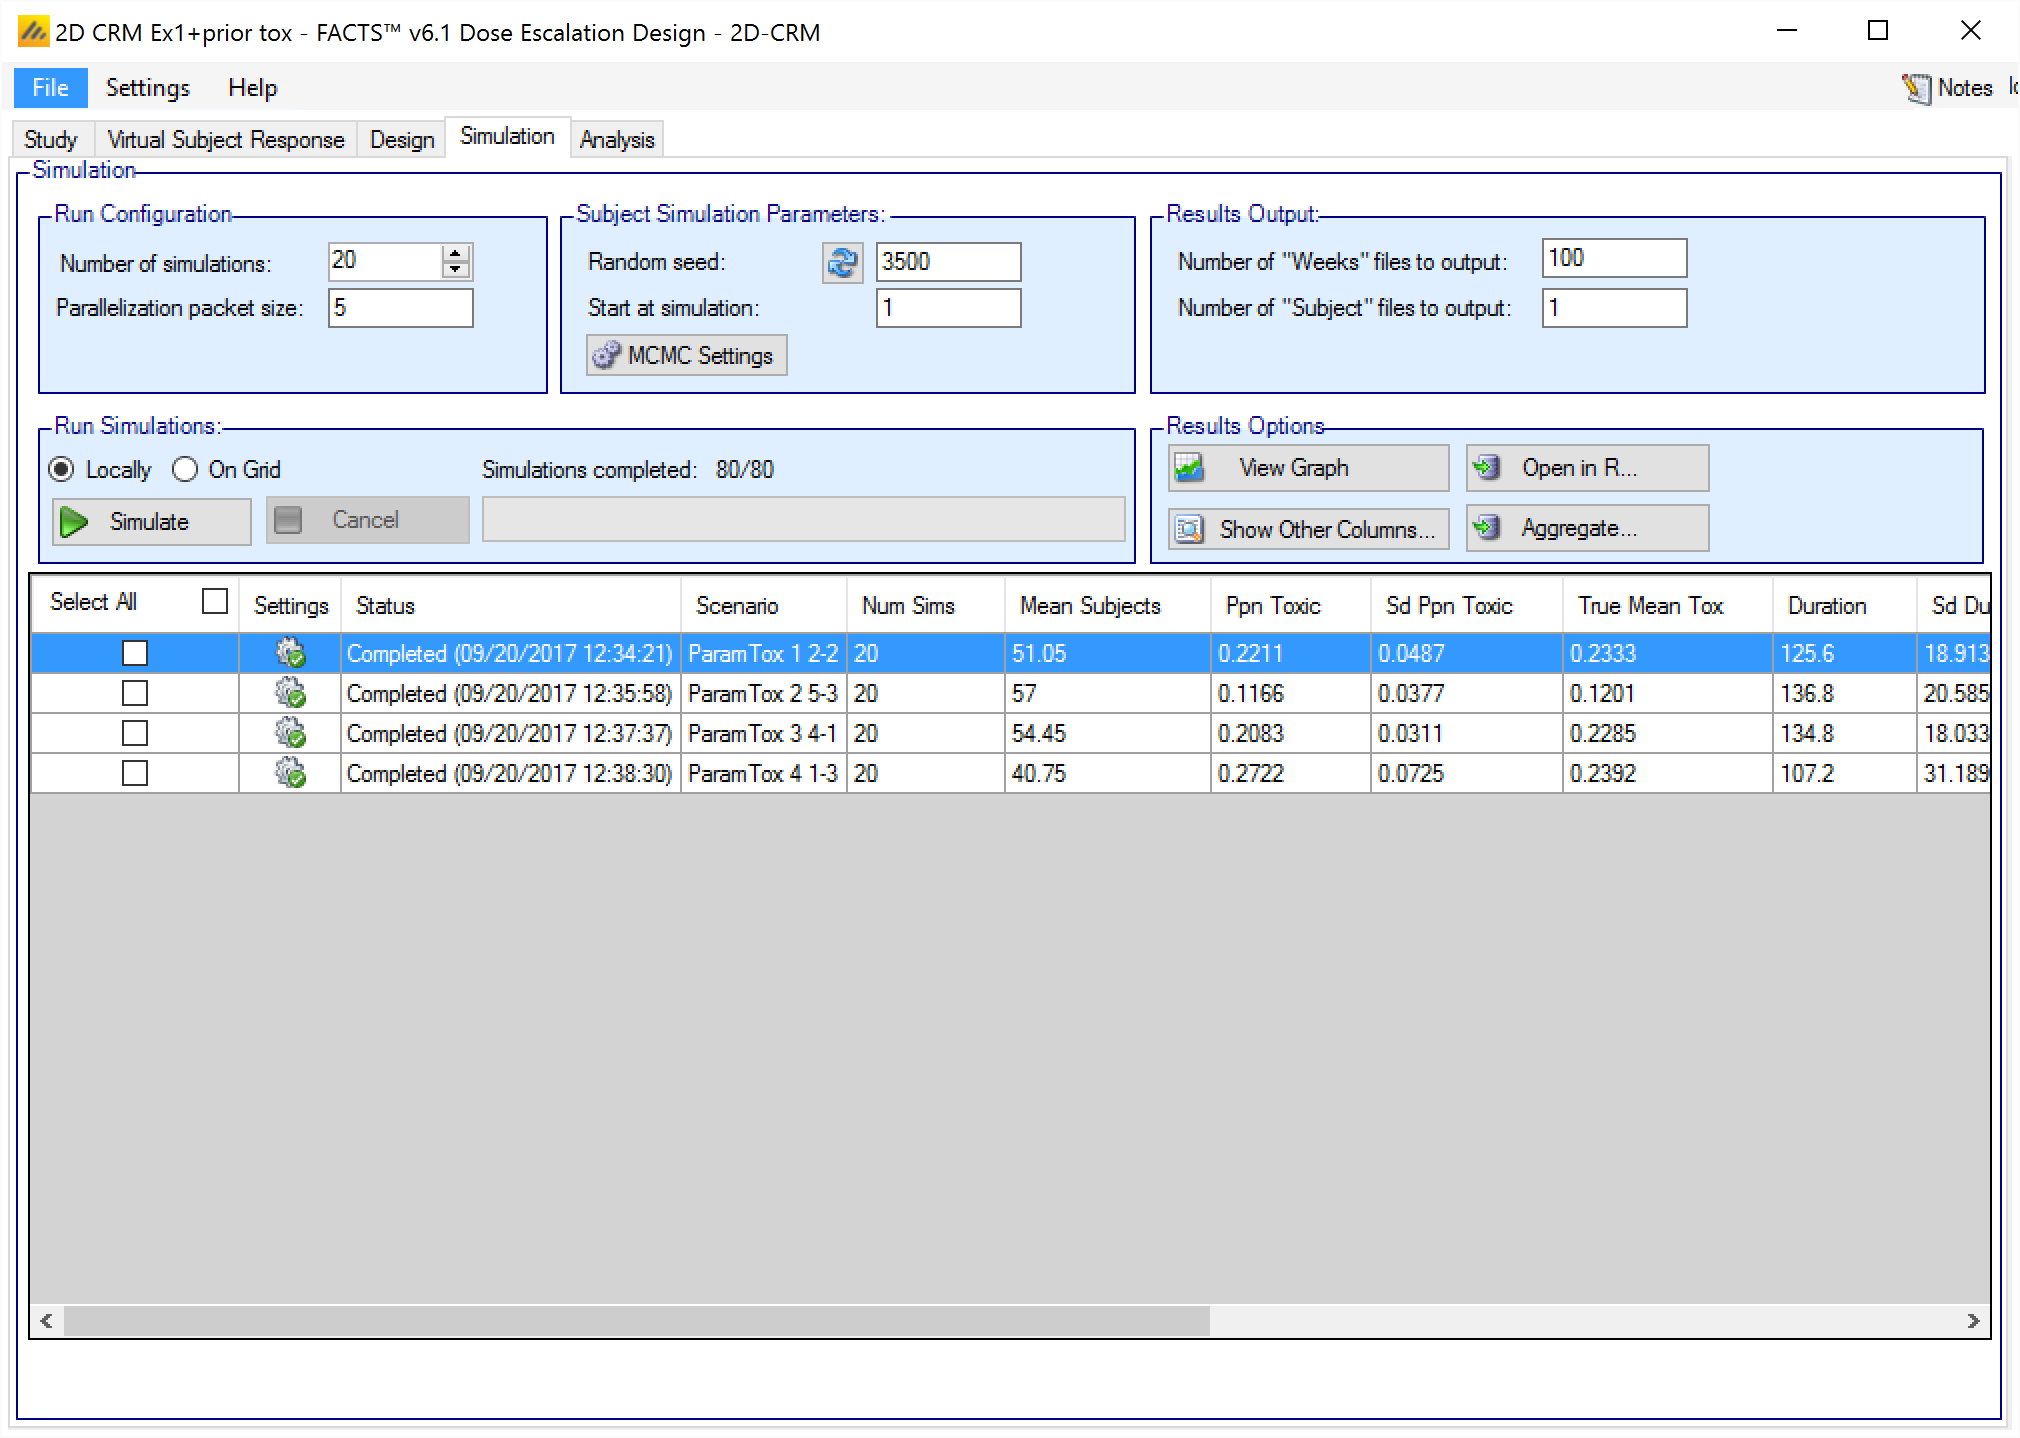 2D CRM Ex1+prior tox - FACTS™ v6.1 Dose Escalation Design - 2D-CRM
File Settings Help Notes
Study Virtual Subject Response Design Simulation Analysis
Simulation
Run Configuration
Number of simulations: 20
Parallelization packet size: 5
Subject Simulation Parameters:
Random seed: 3500
Start at simulation: 1
MCMC Settings
Results Output:
Number of "Weeks" files to output: 100
Number of "Subject" files to output: 1
Run Simulations:
Locally On Grid Simulations completed: 80/80
Simulate Cancel
Results Options
View Graph Open in R...
Show Other Columns... Aggregate...
Select All Settings Status Scenario Num Sims Mean Subjects Ppn Toxic Sd Ppn Toxic True Mean Tox Duration Sd Du
Completed (09/20/2017 12:34:21) ParamTox 1 2-2 20 51.05 0.2211 0.0487 0.2333 125.6 18.913
Completed (09/20/2017 12:35:58) ParamTox 2 5-3 20 57 0.1166 0.0377 0.1201 136.8 20.585
Completed (09/20/2017 12:37:37) ParamTox 3 4-1 20 54.45 0.2083 0.0311 0.2285 134.8 18.033
Completed (09/20/2017 12:38:30) ParamTox 4 1-3 20 40.75 0.2722 0.0725 0.2392 107.2 31.189